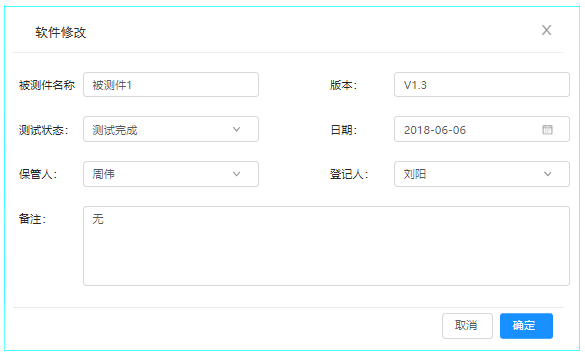 软件修改
被测件名称 被测件1 版本： V1.3
测试状态： 测试完成 日期： 2018-06-06
保管人： 周伟 登记人： 刘阳
备注： 无
取消 确定